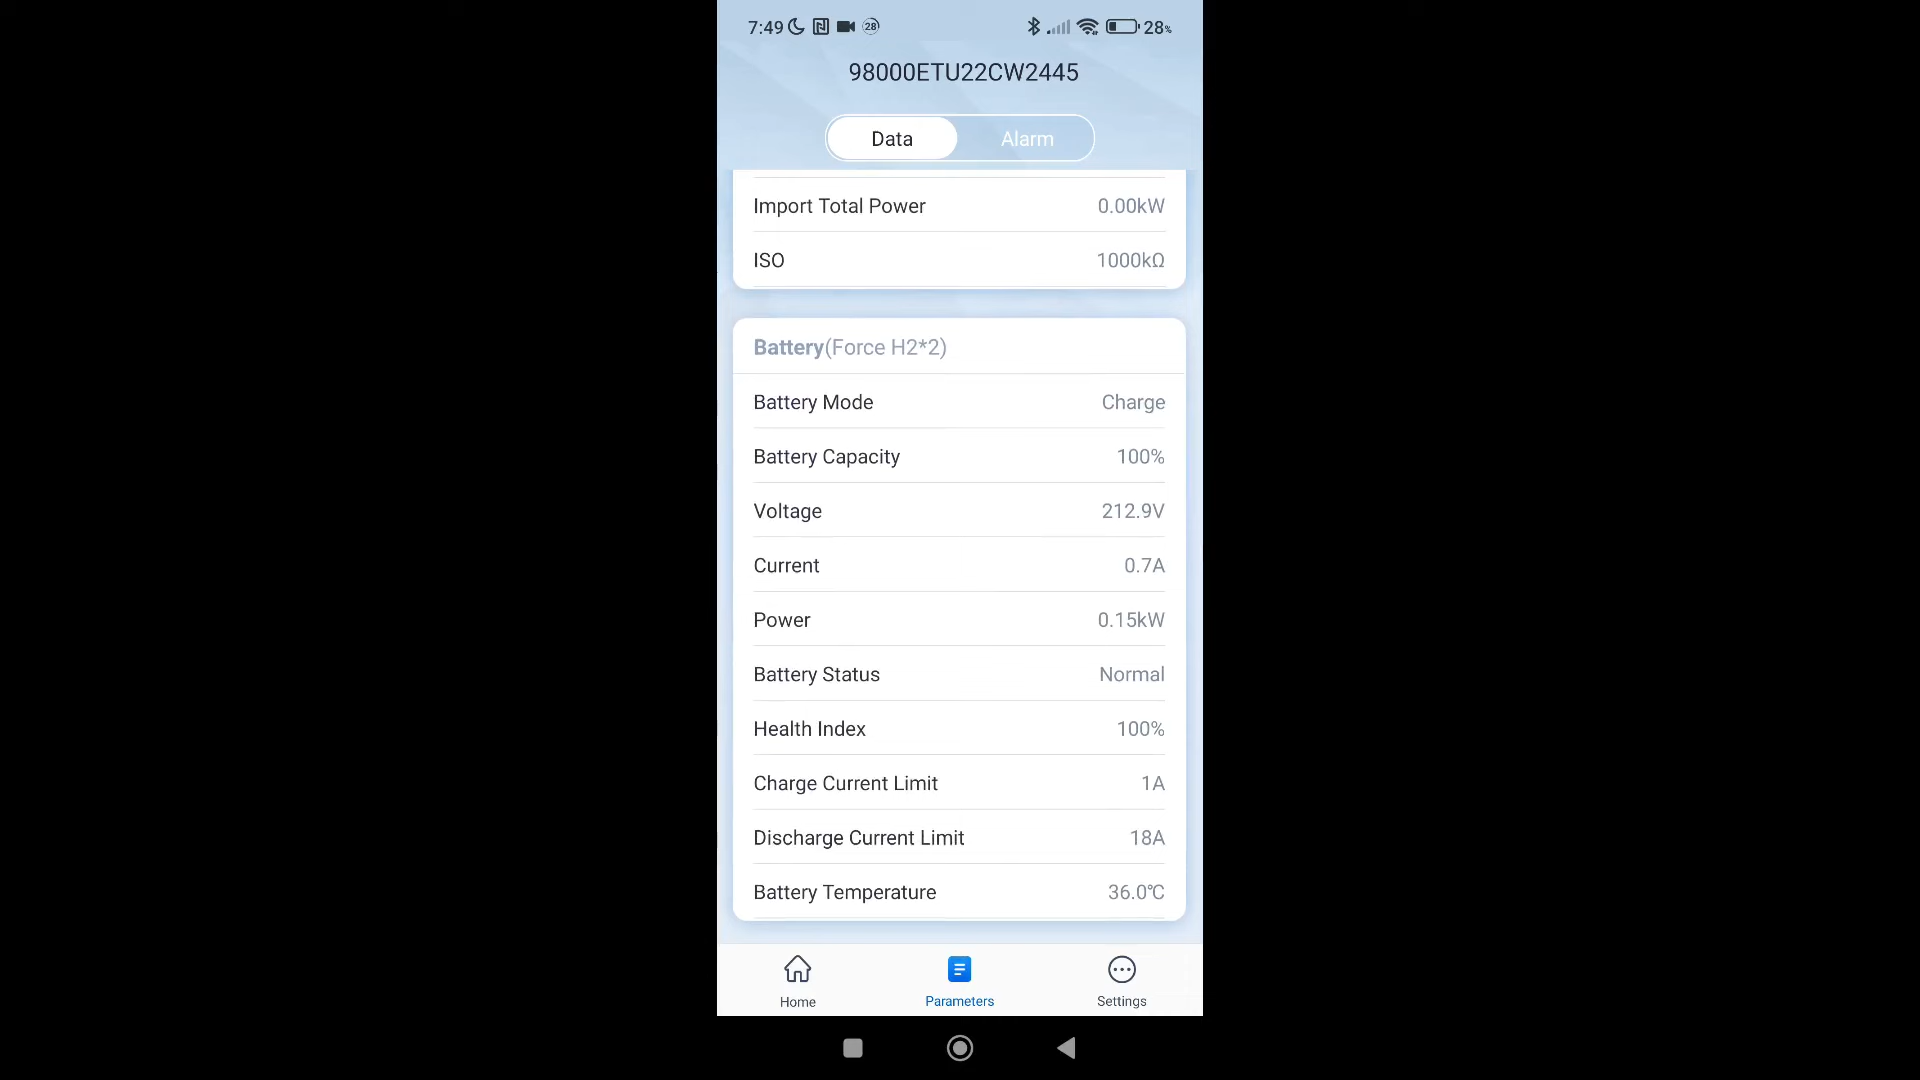 7:49 28 28%
98000ETU22CW2445
Data Alarm
Import Total Power 0.00kW
ISO 1000kΩ
Battery(Force H2*2)
Battery Mode Charge
Battery Capacity 100%
Voltage 212.9V
Current 0.7A
Power 0.15kW
Battery Status Normal
Health Index 100%
Charge Current Limit 1A
Discharge Current Limit 18A
Battery Temperature 36.0℃
Home Parameters Settings